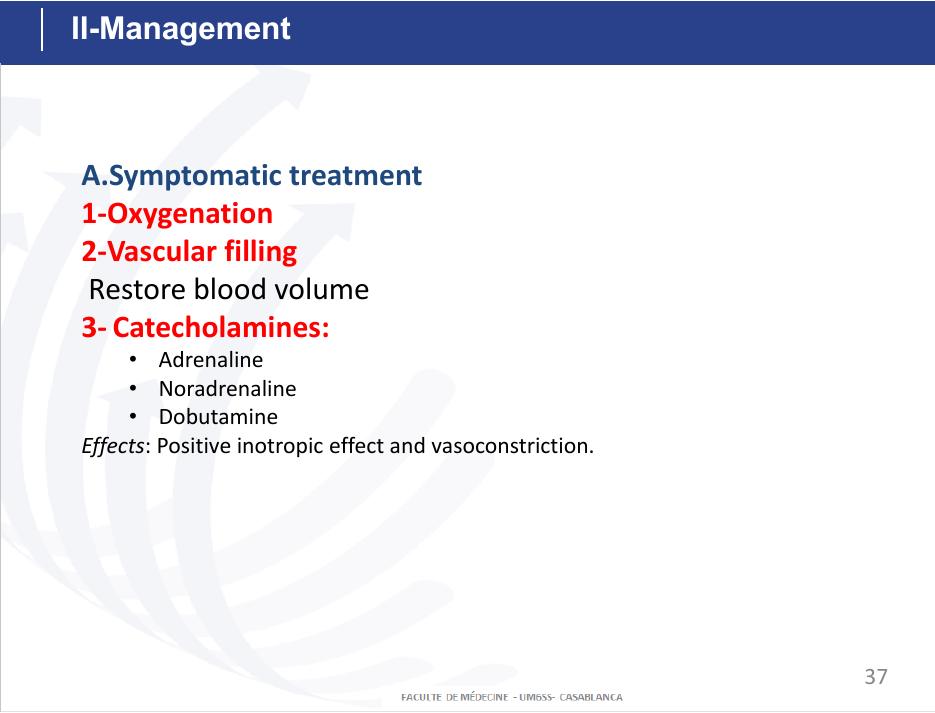 II-Management
A.Symptomatic treatment
1-Oxygenation
2-Vascular filling
Restore blood volume
3- Catecholamines:
• Adrenaline
• Noradrenaline
• Dobutamine
Effects: Positive inotropic effect and vasoconstriction.
37
FACULTE DE MÉDECINE - UM6SS- CASABLANCA